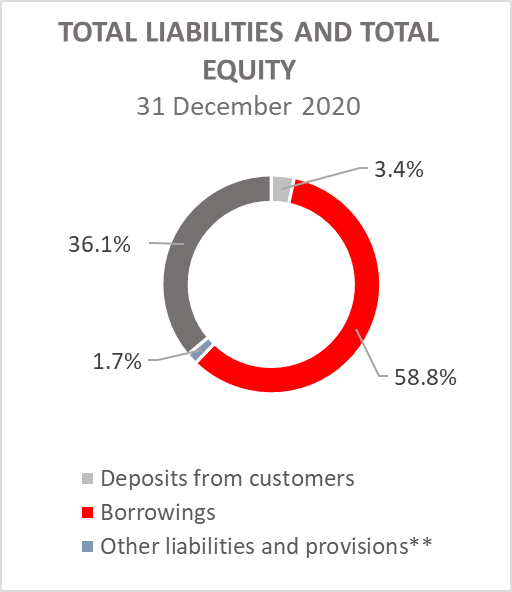 TOTAL LIABILITIES AND TOTAL
EQUITY
31 December 2020
3.4%
36.1%
1.7%
58.8%
Deposits from customers
Borrowings
Other liabilities and provisions**